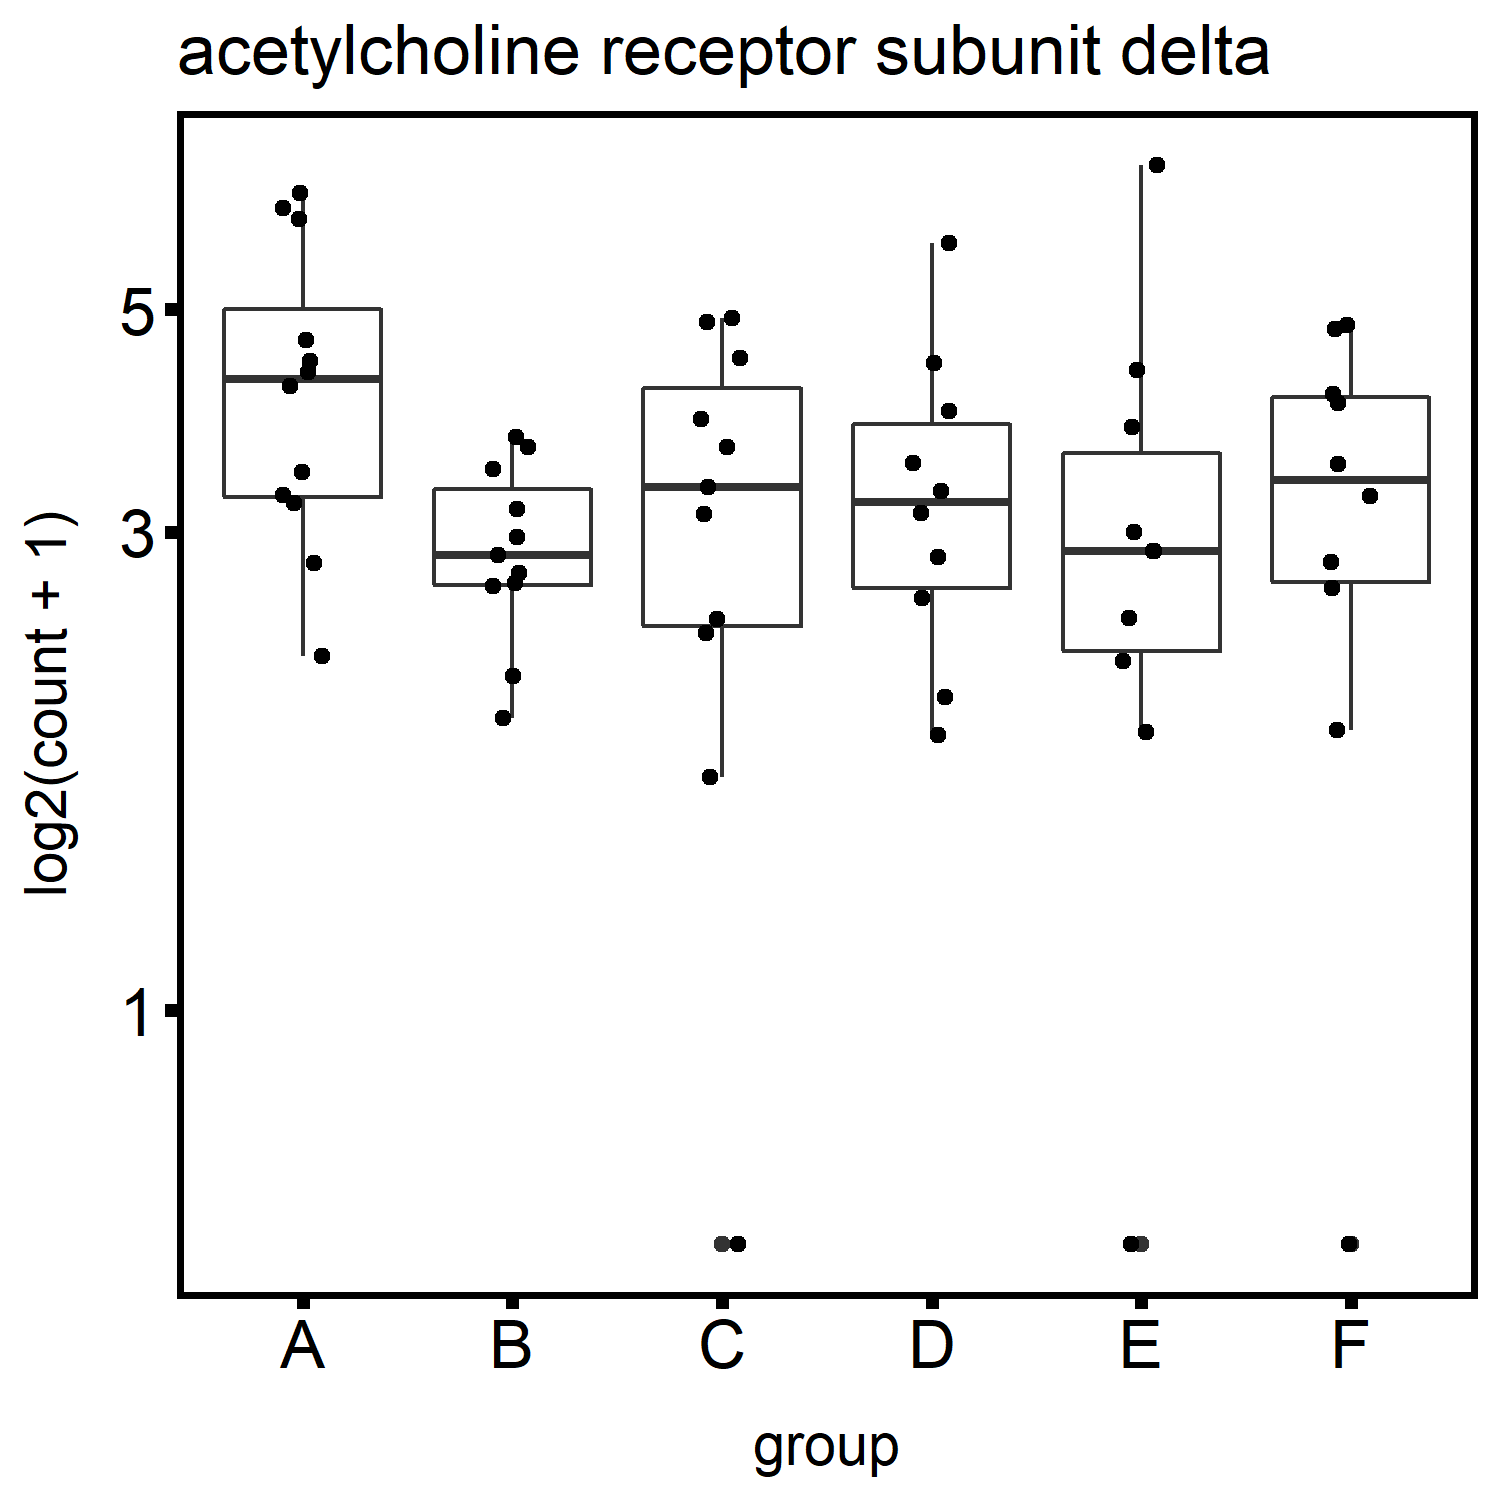 acetylcholine receptor subunit delta
log2(count + 1)
5
3
1
A B C D E F
group